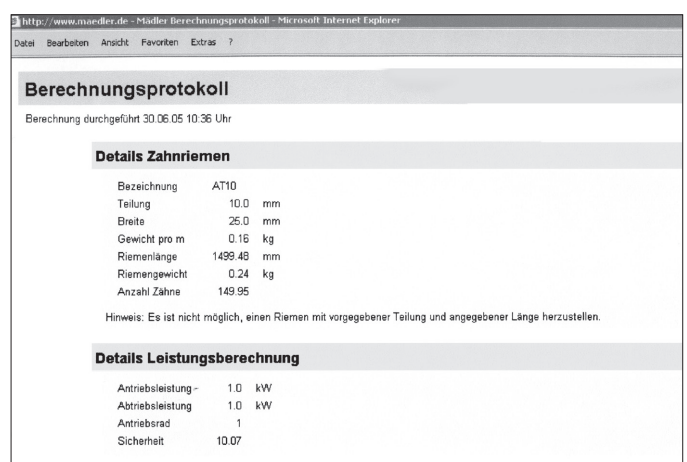 http://www.maedler.de - Mädler Berechnungsprotokoll - Microsoft Internet Explorer
Datei Bearbeiten Ansicht Favoriten Extras ?
Berechnungsprotokoll
Berechnung durchgeführt 30.06.05 10:36 Uhr
Details Zahnriemen
Bezeichnung AT10
Teilung 10.0 mm
Breite 25.0 mm
Gewicht pro m 0.16 kg
Riemenlänge 1499.48 mm
Riemengewicht 0.24 kg
Anzahl Zähne 149.95
Hinweis: Es ist nicht möglich, einen Riemen mit vorgegebener Teilung und angegebener Länge herzustellen.
Details Leistungsberechnung
Antriebsleistung 1.0 kW
Abtriebsleistung 1.0 kW
Antriebsrad 1
Sicherheit 10.07